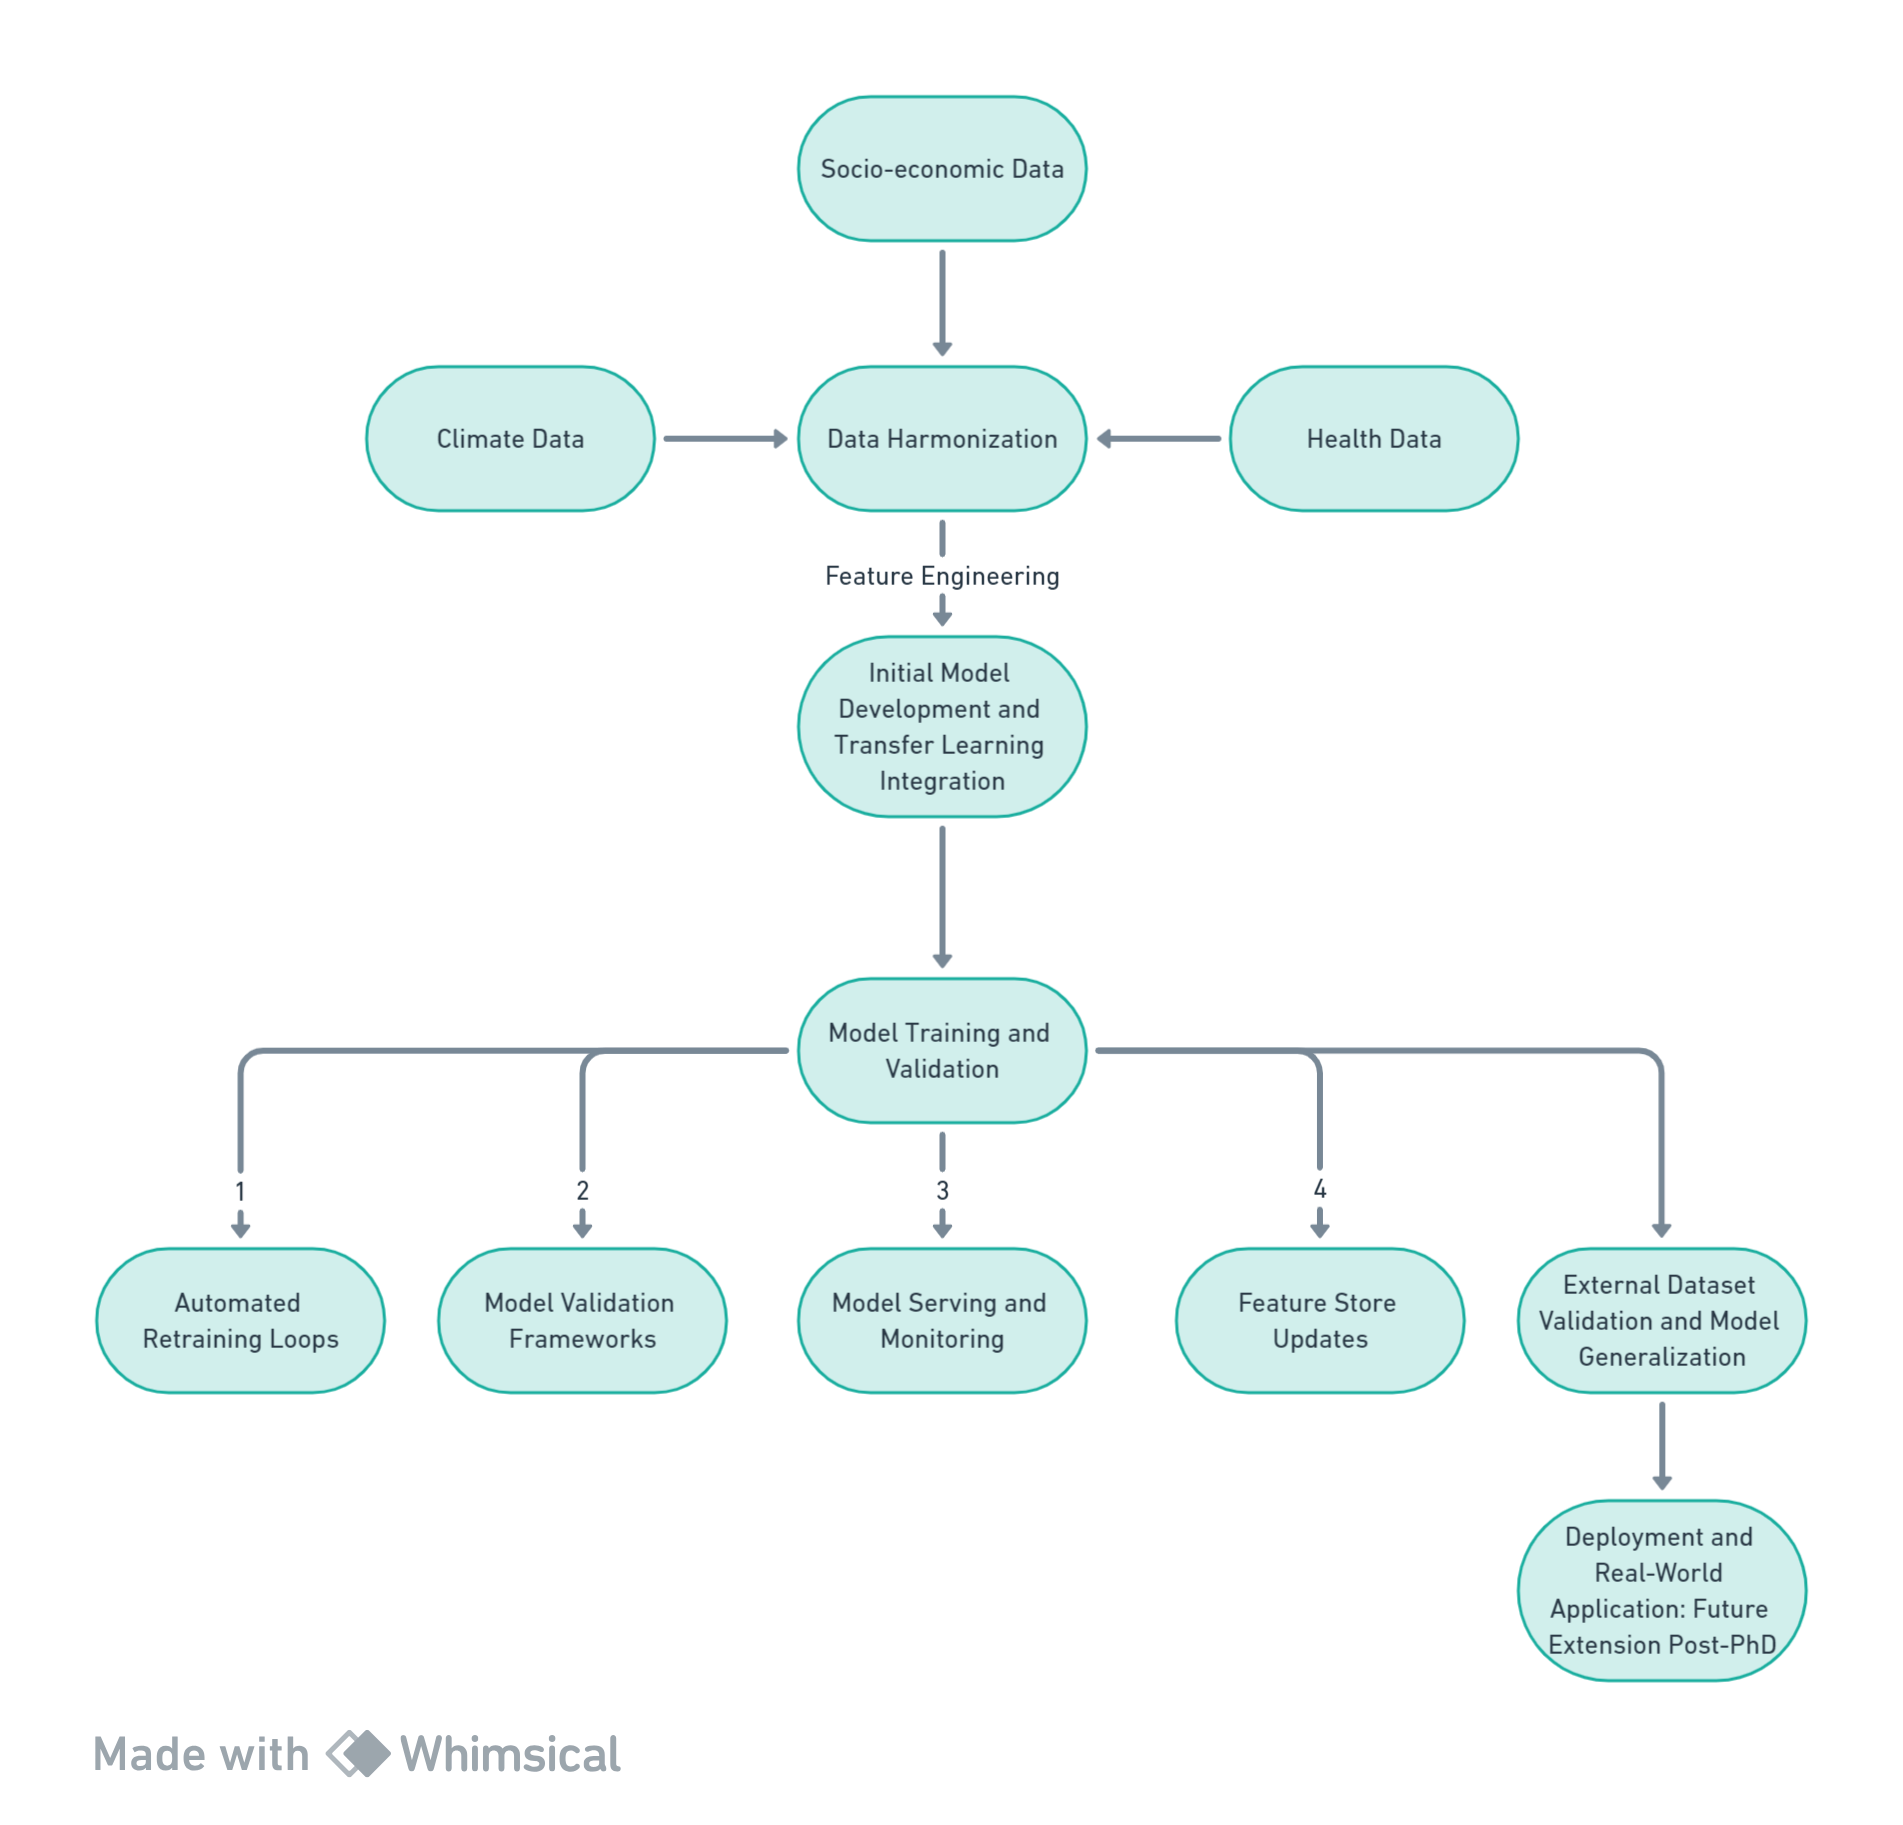 Socio-economic Data
Climate Data
Data Harmonization
Health Data
Feature Engineering
Initial Model
Development and
Transfer Learning
Integration
Model Training and
Validation
1
2
3
4
Automated
Retraining Loops
Model Validation
Frameworks
Model Serving and
Monitoring
Feature Store
Updates
External Dataset
Validation and Model
Generalization
Deployment and
Real-World
Application: Future
Extension Post-PhD
Made with Whimsical